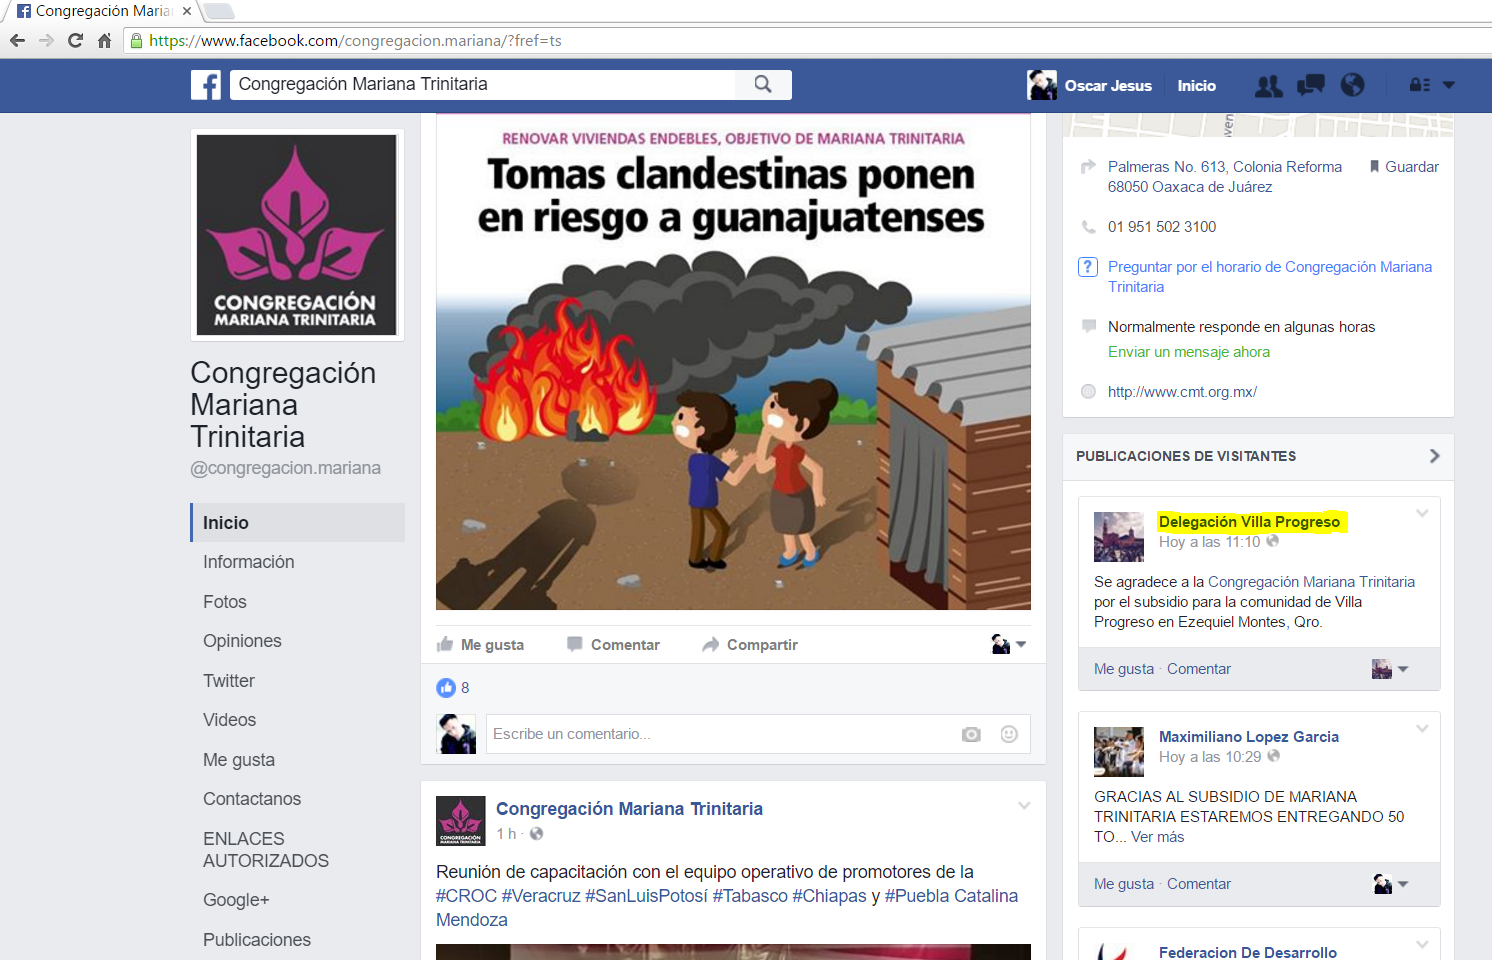 Congregación Maria
https://www.facebook.com/congregacion.mariana/?fref=ts
Congregación Mariana Trinitaria
Oscar Jesus
Inicio
CONGREGACIÓN
MARIANA TRINITARIA
Congregación
Mariana
Trinitaria
@congregacion.mariana
Inicio
Información
Fotos
Opiniones
Twitter
Videos
Me gusta
Contactanos
ENLACES
AUTORIZADOS
Google+
Publicaciones
RENOVAR VIVIENDAS ENDEBLES, OBJETIVO DE MARIANA TRINITARIA
Tomas clandestinas ponen
en riesgo a guanajuatenses
Me gusta Comentar Compartir
8
Escribe un comentario...
Congregación Mariana Trinitaria
1 h ·
CONGREGACIÓN
MARIANA TRINITARIA
Reunión de capacitación con el equipo operativo de promotores de la
#CROC #Veracruz #SanLuisPotosí #Tabasco #Chiapas y #Puebla Catalina
Mendoza
Palmeras No. 613, Colonia Reforma
68050 Oaxaca de Juárez
Guardar
01 951 502 3100
Preguntar por el horario de Congregación Mariana
Trinitaria
Normalmente responde en algunas horas
Enviar un mensaje ahora
http://www.cmt.org.mx/
PUBLICACIONES DE VISITANTES
Delegación Villa Progreso
Hoy a las 11:10
Se agradece a la Congregación Mariana Trinitaria
por el subsidio para la comunidad de Villa
Progreso en Ezequiel Montes, Qro.
Me gusta · Comentar
Maximiliano Lopez Garcia
Hoy a las 10:29
GRACIAS AL SUBSIDIO DE MARIANA
TRINITARIA ESTAREMOS ENTREGANDO 50
TO... Ver más
Me gusta · Comentar
Federacion De Desarrollo